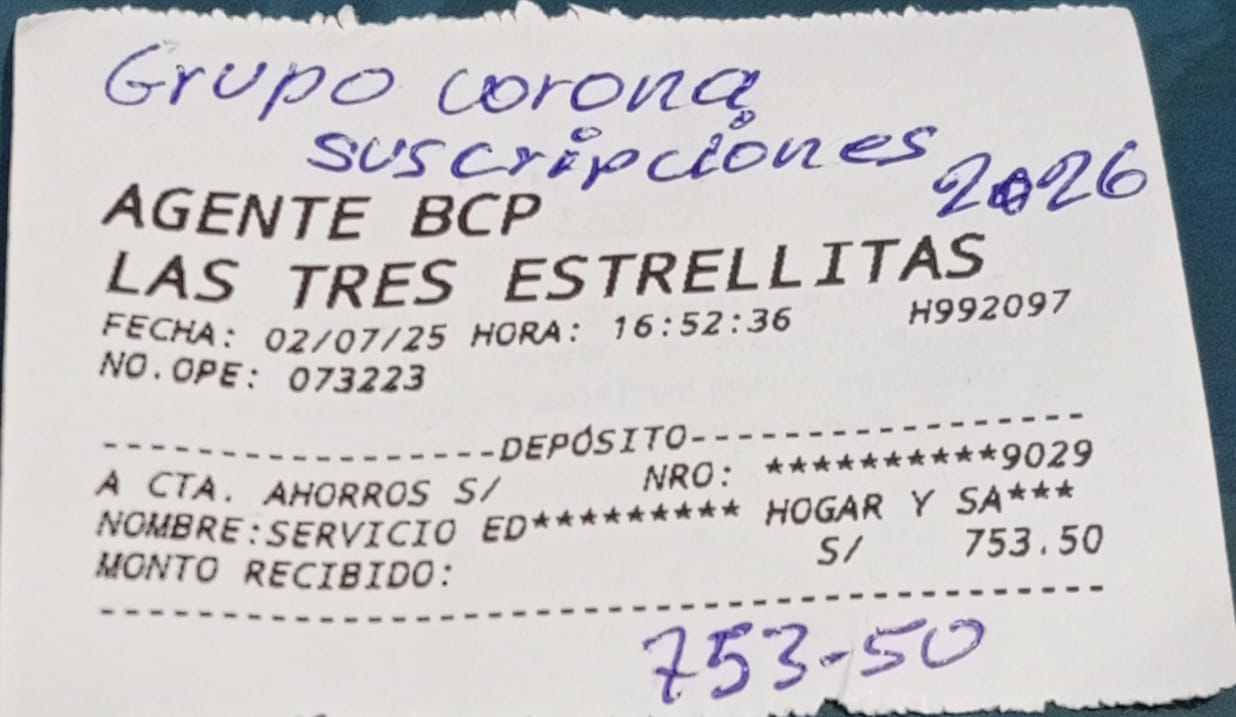 Grupo corona
suscripciones 2026
AGENTE BCP
LAS TRES ESTRELLITAS
FECHA: 02/07/25 HORA: 16:52:36 H992097
NO.OPE: 073223
-----------------DEPÓSITO-----------------
A CTA. AHORROS S/ NRO: **********9029
NOMBRE:SERVICIO ED********* HOGAR Y SA***
MONTO RECIBIDO: S/ 753.50
------------------------------------------
753-50